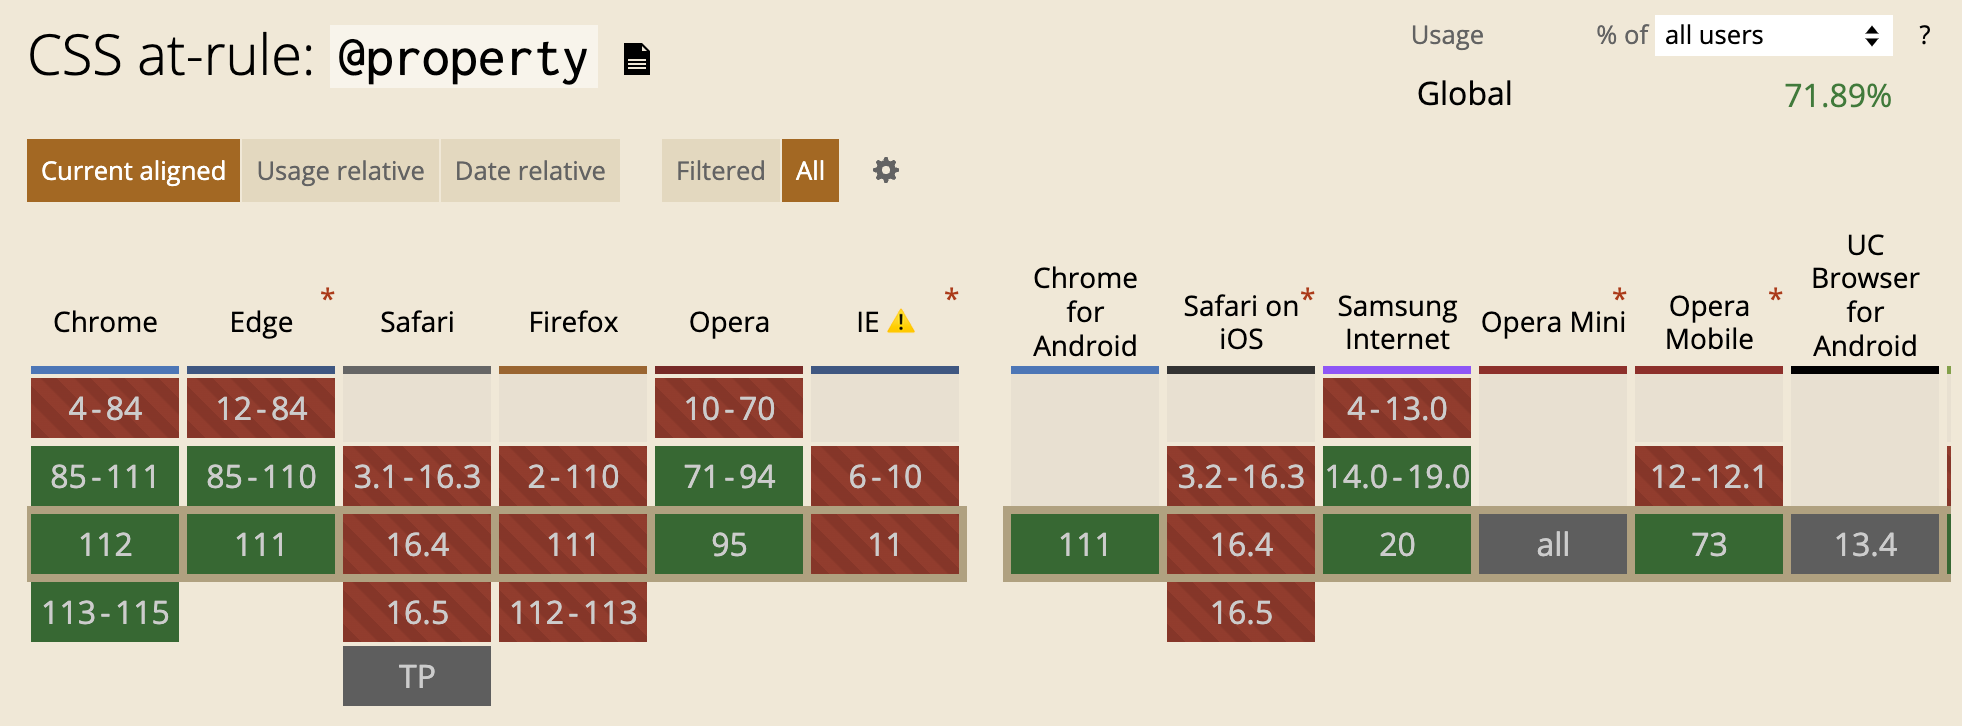 CSS at-rule: @property
Usage % of all users ?
Global 71.89%
Current aligned Usage relative Date relative Filtered All
Chrome Edge * Safari Firefox Opera IE *
Chrome for Android
Safari on iOS *
Samsung Internet
Opera Mini *
Opera Mobile *
UC Browser for Android
4-84 12-84 10-70 4-13.0
85-111 85-110 3.1-16.3 2-110 71-94 6-10 3.2-16.3 14.0-19.0 12-12.1
112 111 16.4 111 95 11 111 16.4 20 all 73 13.4
113-115 16.5 112-113 16.5
TP